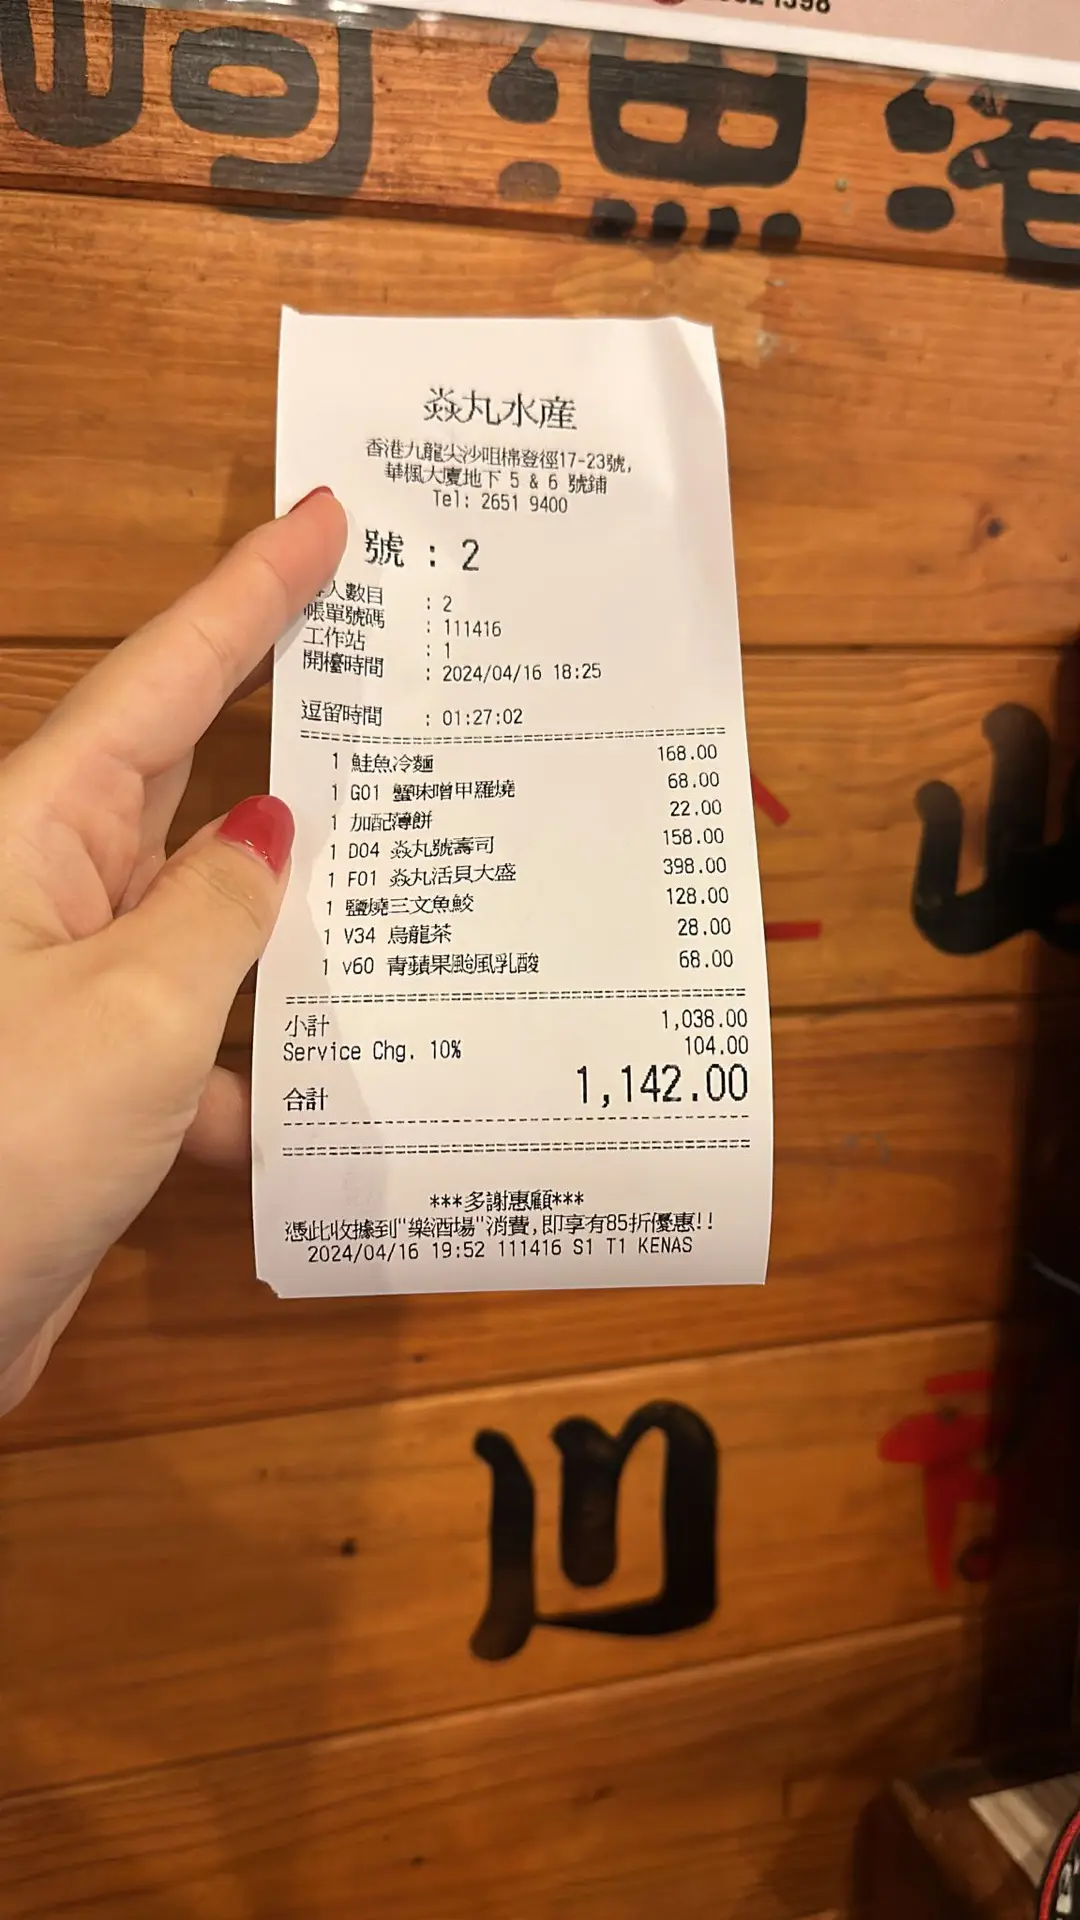 1398
漁港
焱丸水産
香港九龍尖沙咀棉登徑17-23號,
華楓大廈地下 5 & 6 號鋪
Tel: 2651 9400
號 : 2
人數目 : 2
帳單號碼 : 111416
工作站 : 1
開檯時間 : 2024/04/16 18:25
逗留時間 : 01:27:02
1 鮭魚冷麵 168.00
1 G01 蟹味噌甲羅燒 68.00
1 加配薄餅 22.00
1 D04 焱丸號壽司 158.00
1 F01 焱丸活貝大盛 398.00
1 鹽燒三文魚鮫 128.00
1 V34 烏龍茶 28.00
1 v60 青蘋果颱風乳酸 68.00
小計 1,038.00
Service Chg. 10% 104.00
合計 1,142.00
***多謝惠顧***
憑此收據到"樂酒場"消費,即享有85折優惠!!
2024/04/16 19:52 111416 S1 T1 KENAS